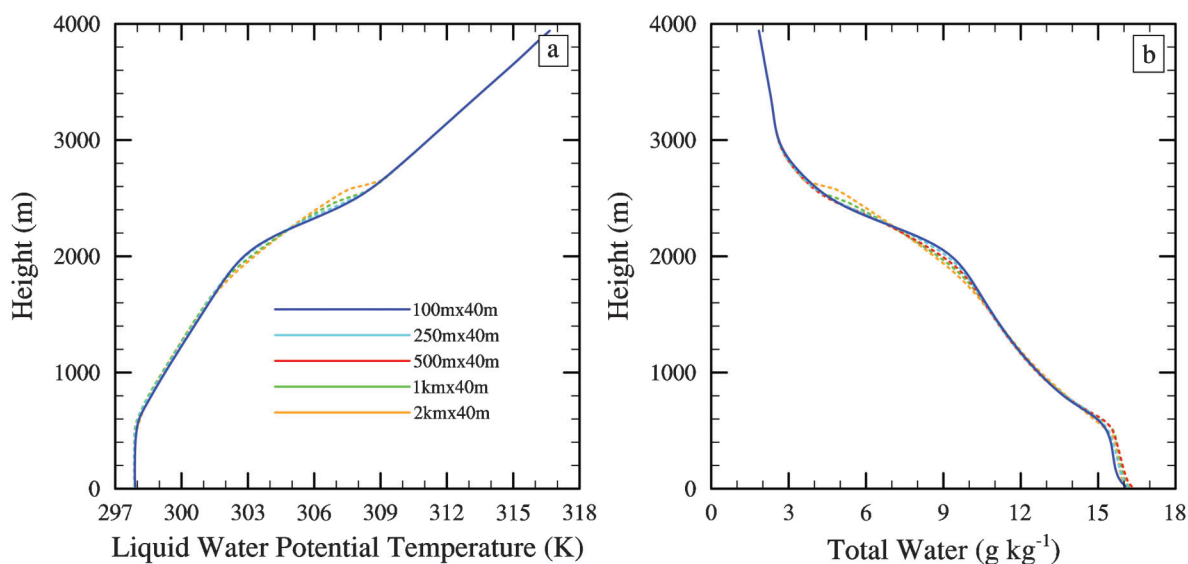 a
4000
3000
2000
1000
0
Height (m)
297 300 303 306 309 312 315 318
Liquid Water Potential Temperature (K)
100mx40m
250mx40m
500mx40m
1kmx40m
2kmx40m
b
4000
3000
2000
1000
0
Height (m)
0 3 6 9 12 15 18
Total Water (g kg⁻¹)